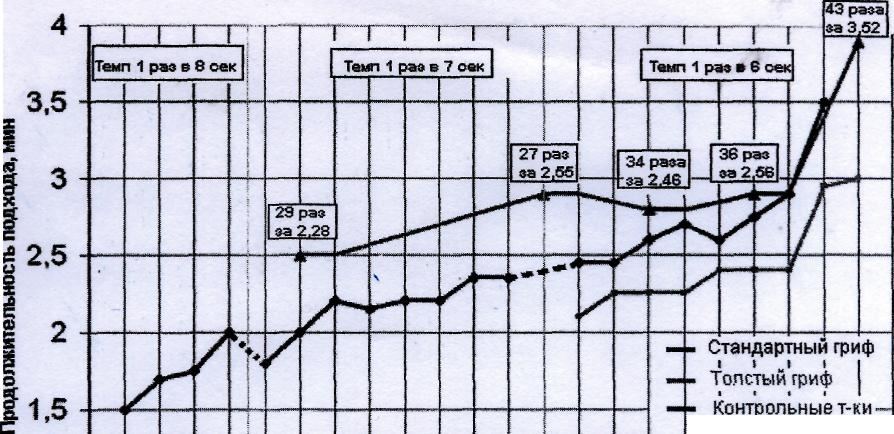 43 раза
за 3,52
4
Темп 1 раз в 8 сек
Темп 1 раз в 7 сек
Темп 1 раз в 6 сек
3,5
27 раз
за 2,55
34 раза
за 2,46
36 раз
за 2,56
3
29 раз
за 2,28
2,5
2
1,5
Продолжительность подхода, мин
Стандартный гриф
Толстый гриф
Контрольные т-ки